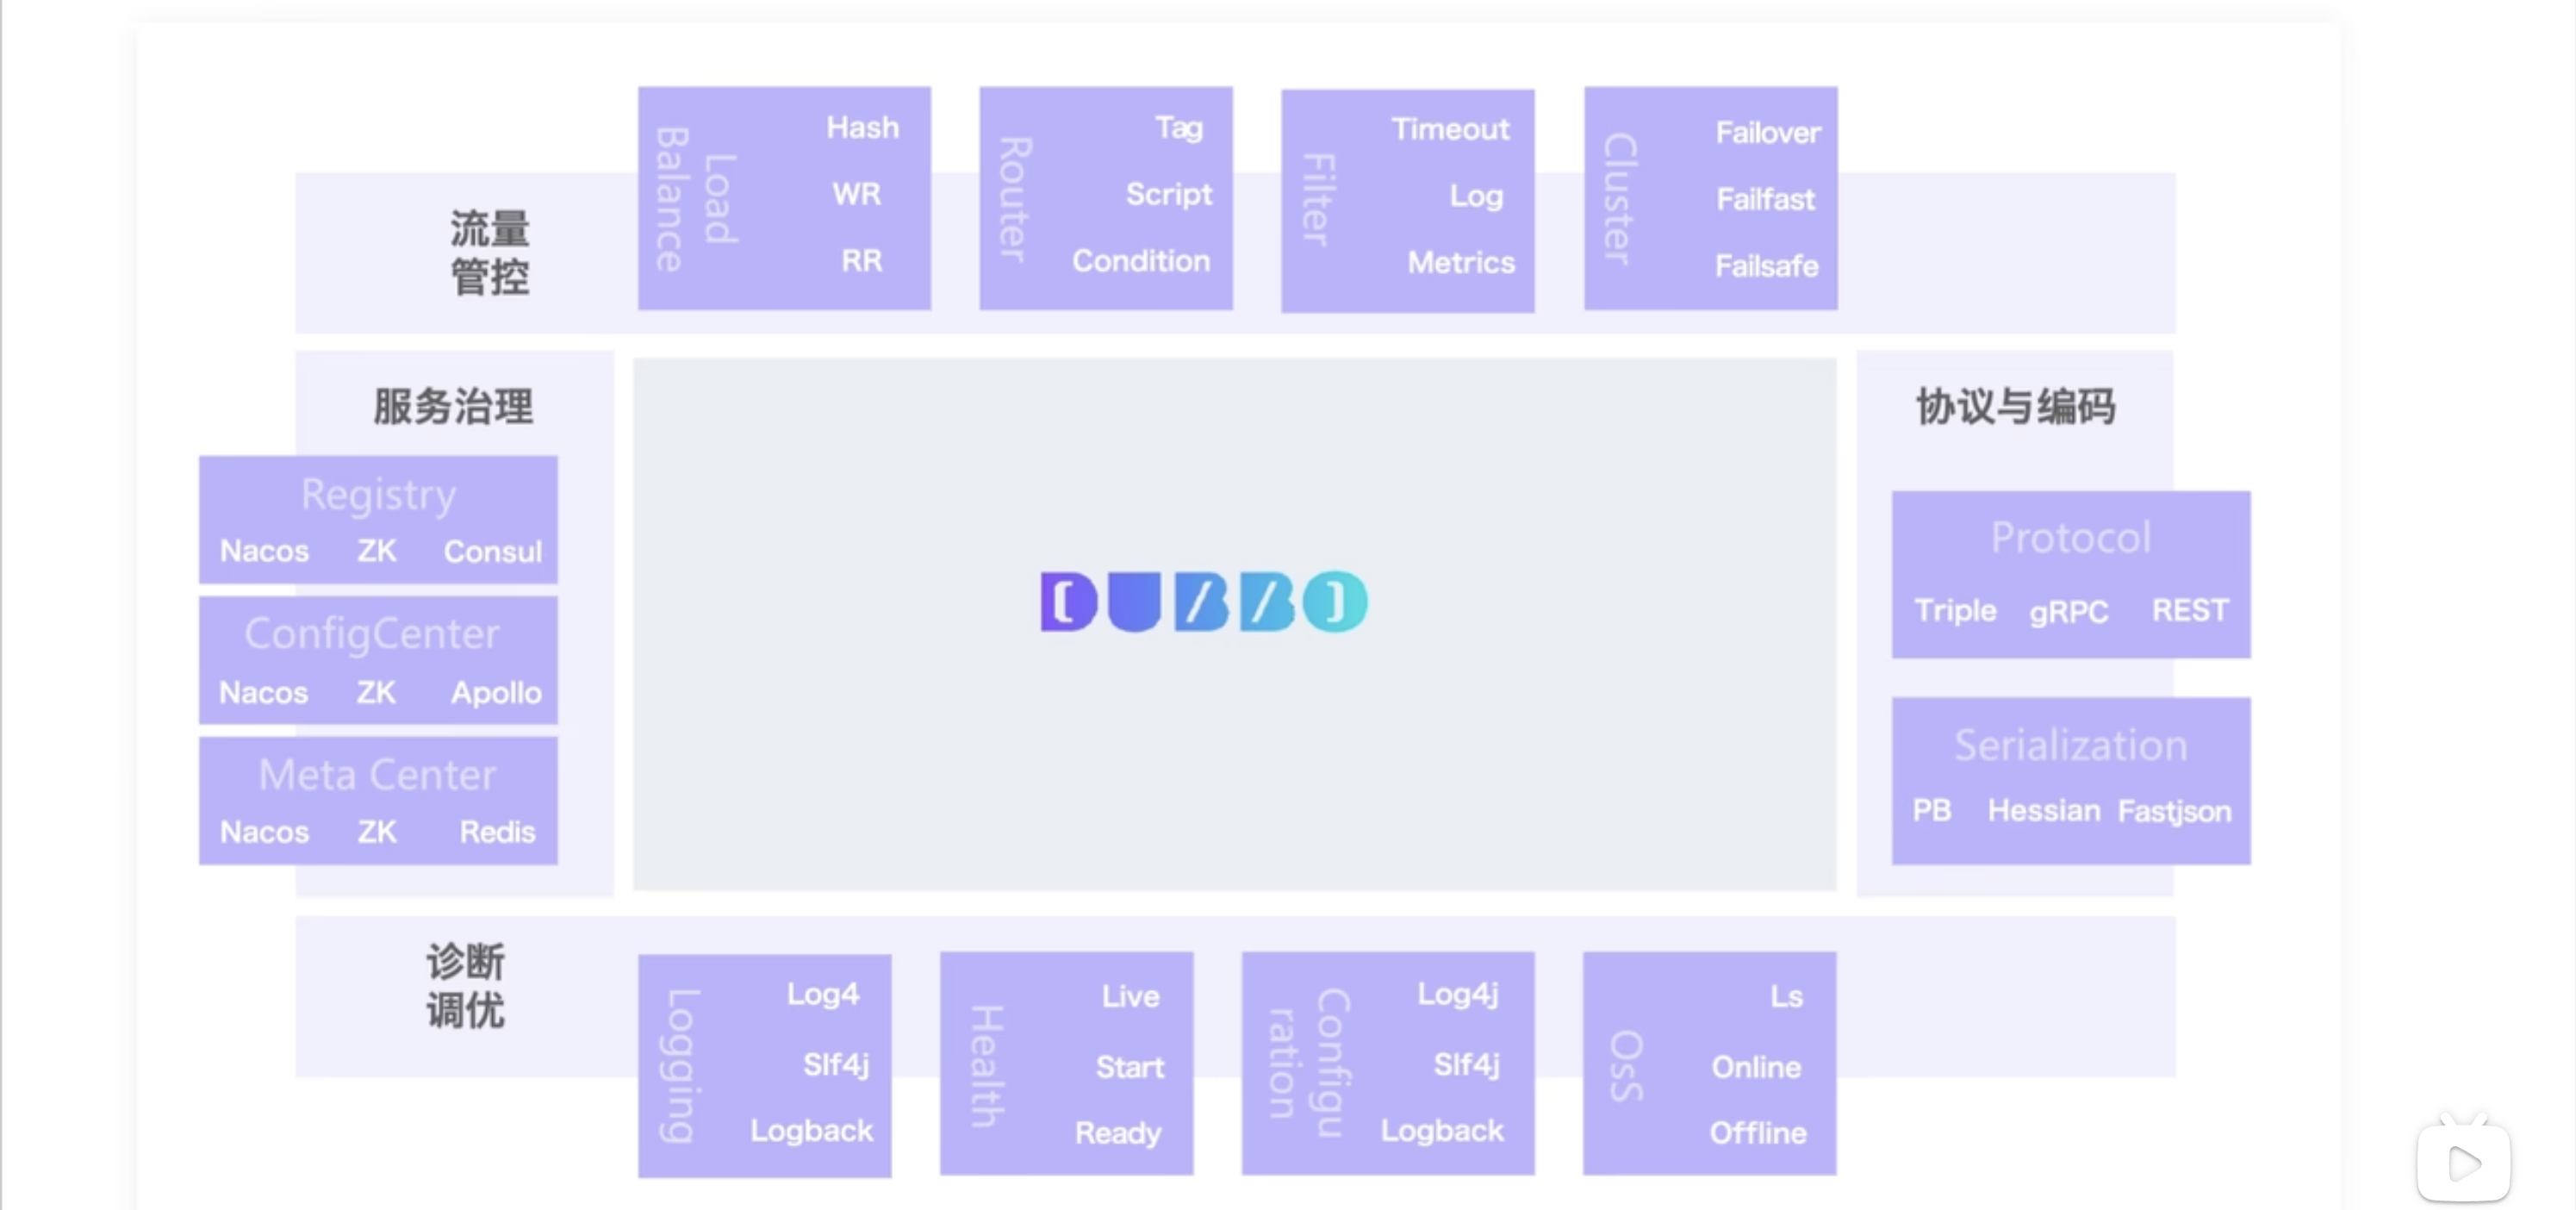 Load
Balance
Hash
WR
RR
Router
Tag
Script
Condition
Filter
Timeout
Log
Metrics
Cluster
Failover
Failfast
Failsafe
流量
管控
服务治理
Registry
Nacos ZK Consul
ConfigCenter
Nacos ZK Apollo
Meta Center
Nacos ZK Redis
DUBBO
协议与编码
Protocol
Triple gRPC REST
Serialization
PB Hessian Fastjson
诊断
调优
Logging
Log4
Slf4j
Logback
Health
Live
Start
Ready
Configu
ration
Log4j
Slf4j
Logback
OsS
Ls
Online
Offline